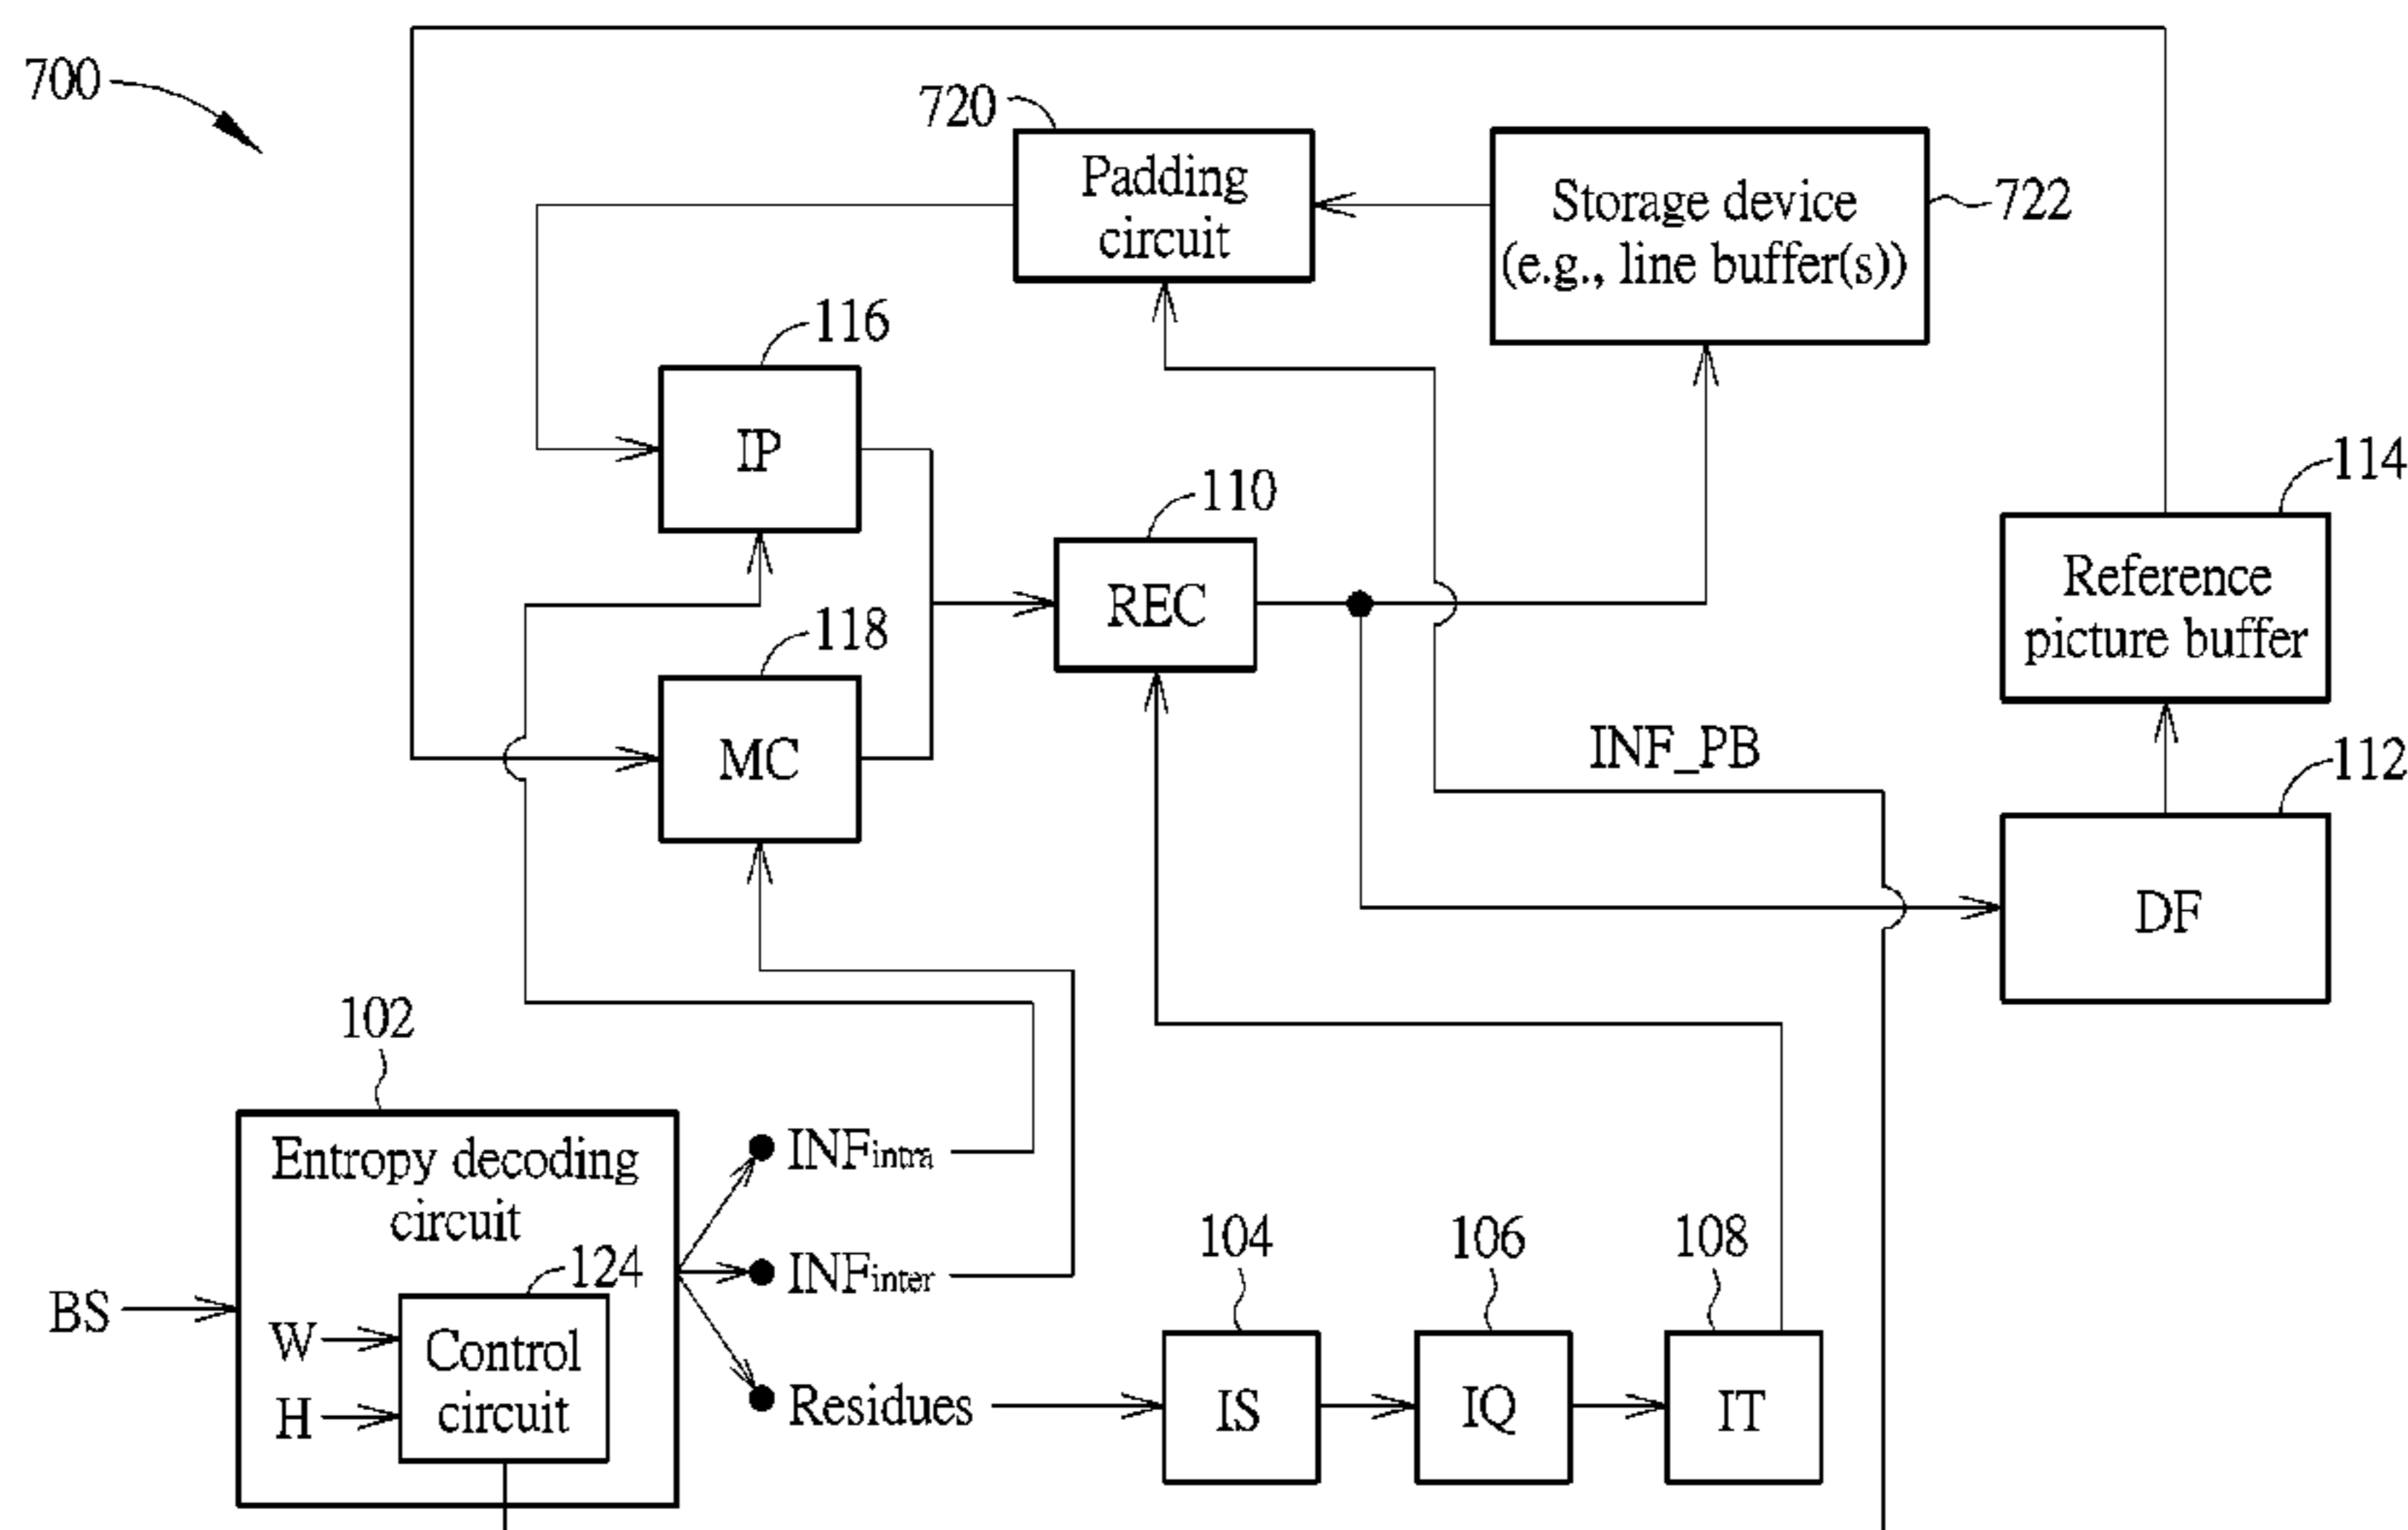 700
720
Padding
circuit
Storage device
(e.g., line buffer(s))
722
116
IP
110
REC
114
Reference
picture buffer
118
MC
INF_PB
112
DF
102
Entropy decoding
circuit
INFintra
INFinter
Residues
BS
W
H
124
Control
circuit
104
IS
106
IQ
108
IT